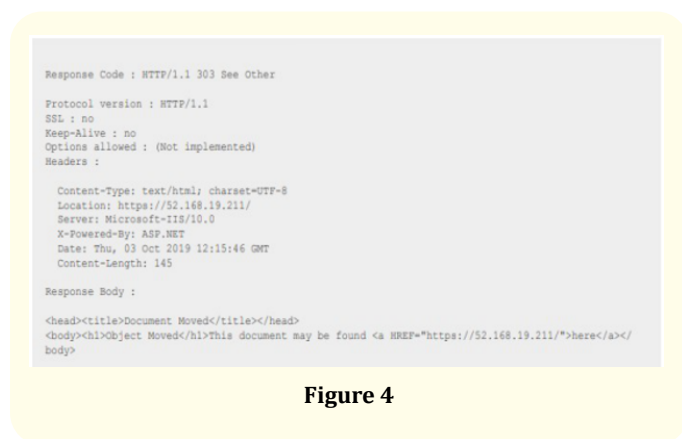 Response Code : HTTP/1.1 303 See Other
Protocol version : HTTP/1.1
SSL : no
Keep-Alive : no
Options allowed : (Not implemented)
Headers :
Content-Type: text/html; charset=UTF-8
Location: https://52.168.19.211/
Server: Microsoft-IIS/10.0
X-Powered-By: ASP.NET
Date: Thu, 03 Oct 2019 12:15:46 GMT
Content-Length: 145
Response Body :
<head><title>Document Moved</title></head>
<body><h1>Object Moved</h1>This document may be found <a HREF="https://52.168.19.211/">here</a></
body>
Figure 4